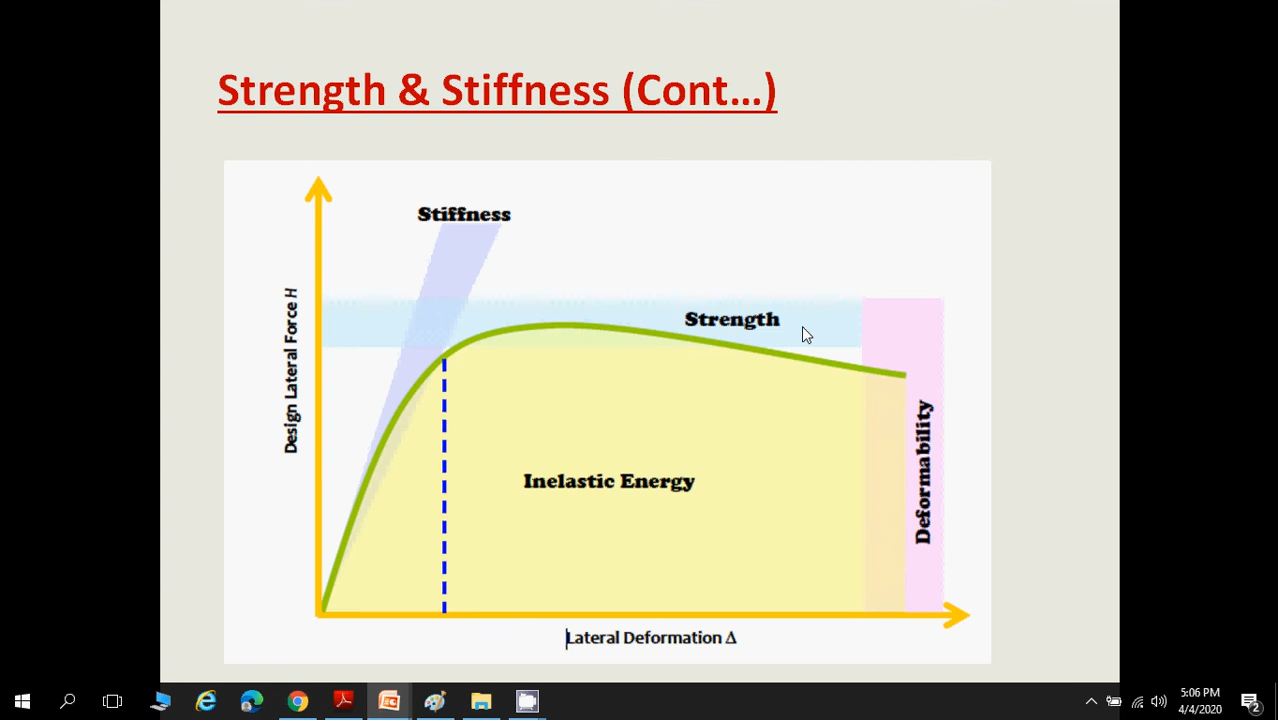 Strength & Stiffness (Cont…)
Stiffness
Strength
Design Lateral Force H
Inelastic Energy
Deformability
Lateral Deformation Δ
5:06 PM
4/4/2020
2